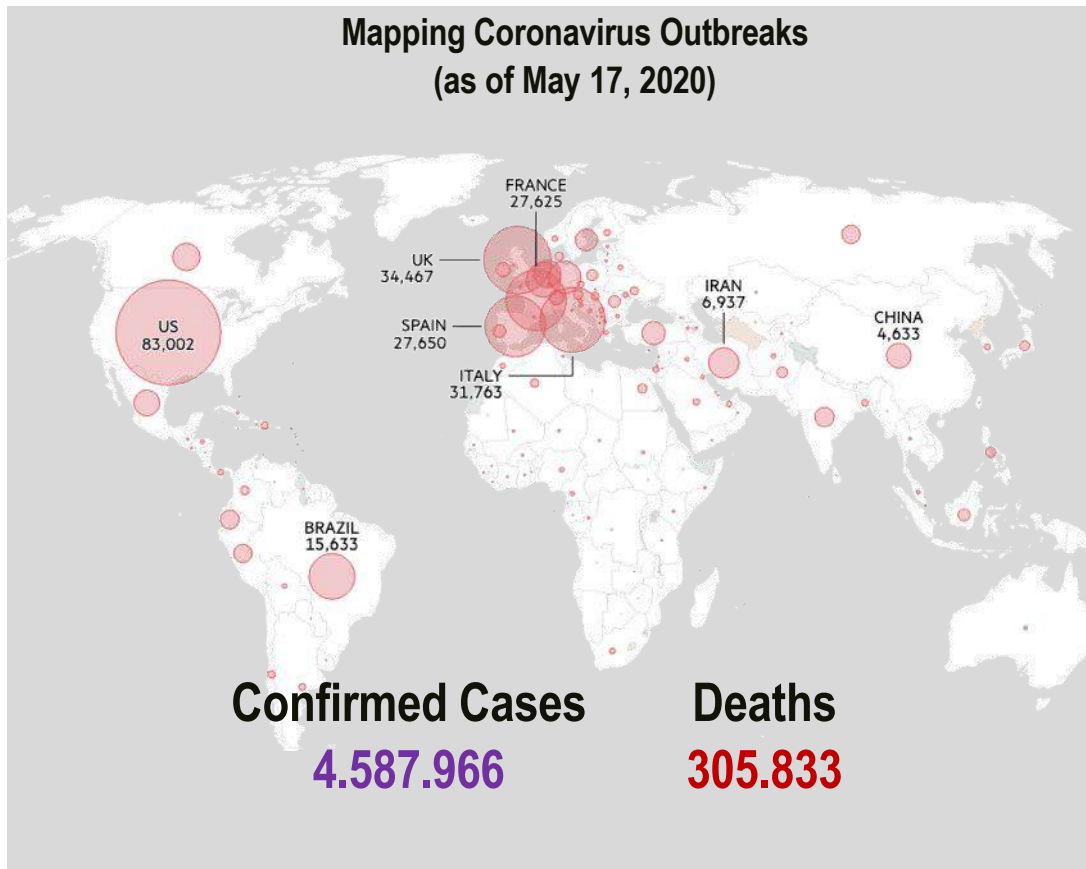 Mapping Coronavirus Outbreaks
(as of May 17, 2020)
FRANCE
27,625
UK
34,467
IRAN
6,937
US
83,002
SPAIN
27,650
CHINA
4,633
ITALY
31,763
BRAZIL
15,633
Confirmed Cases
Deaths
4.587.966
305.833